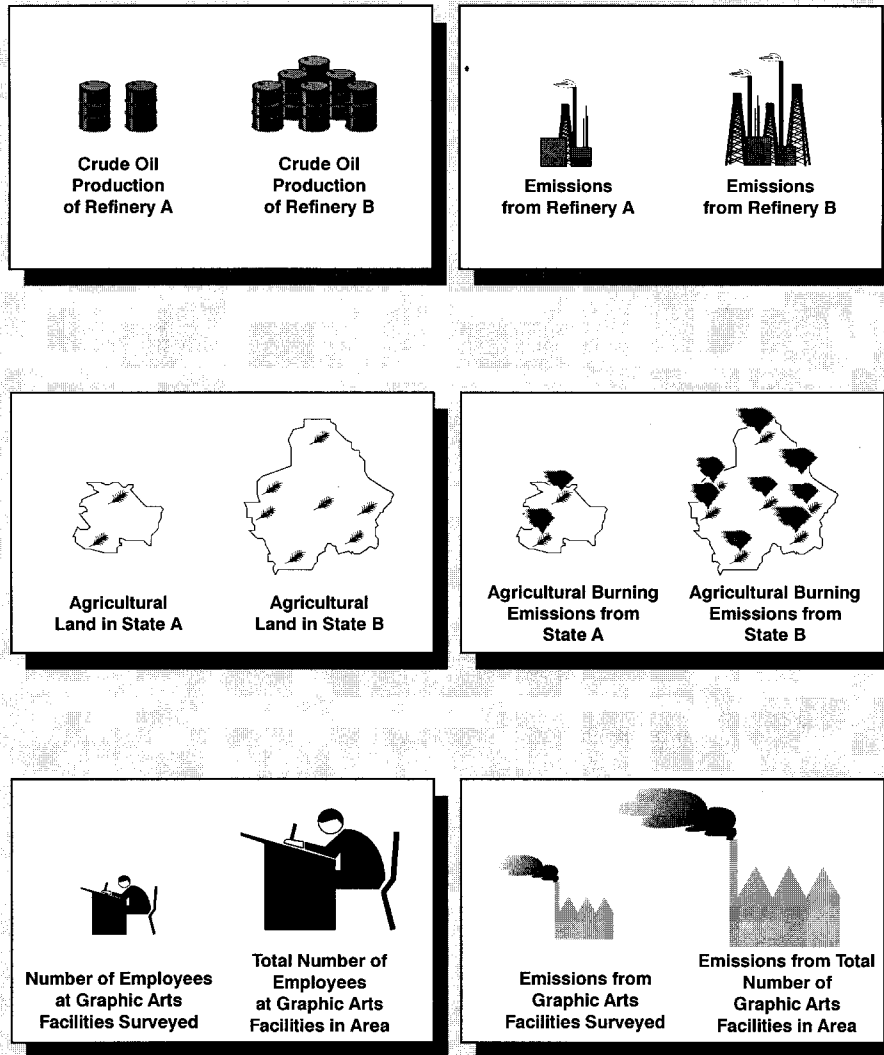 Crude Oil
Production
of Refinery A
Crude Oil
Production
of Refinery B
Emissions
from Refinery A
Emissions
from Refinery B
Agricultural
Land in State A
Agricultural
Land in State B
Agricultural Burning
Emissions from
State A
Agricultural Burning
Emissions from
State B
Number of Employees
at Graphic Arts
Facilities Surveyed
Total Number of
Employees
at Graphic Arts
Facilities in Area
Emissions from
Graphic Arts
Facilities Surveyed
Emissions from Total
Number of
Graphic Arts
Facilities in Area